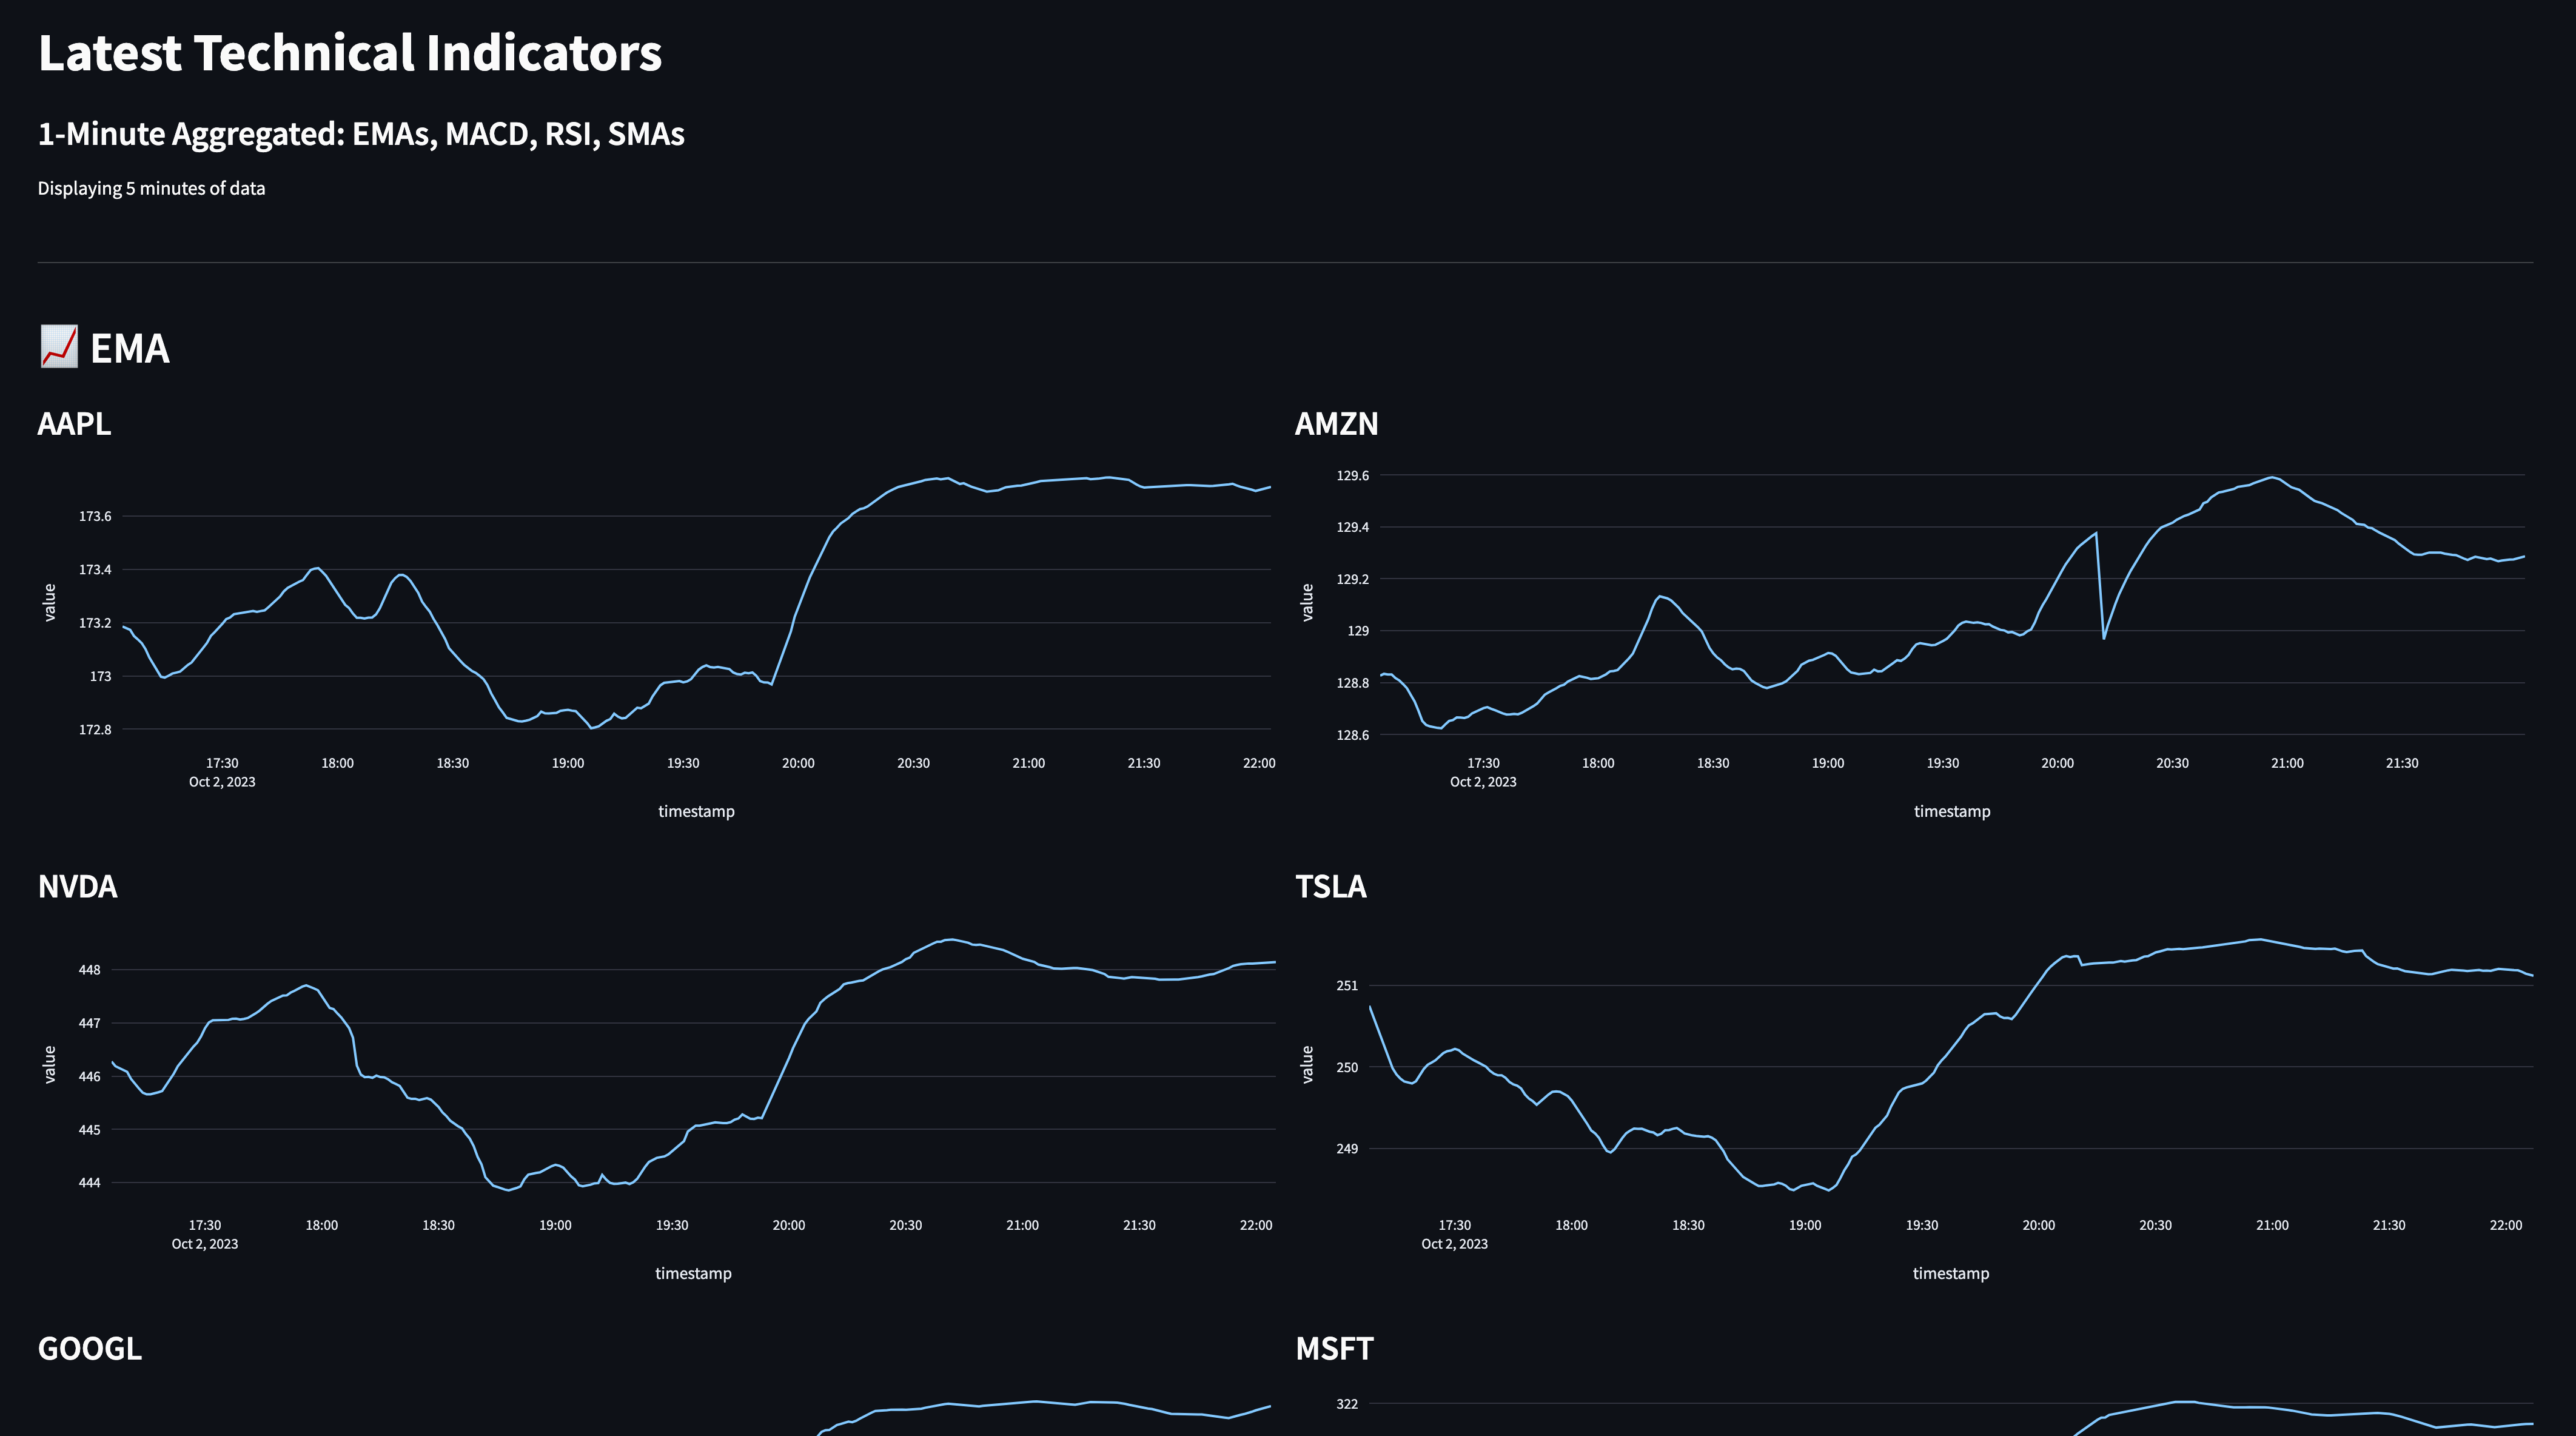 Latest Technical Indicators
1-Minute Aggregated: EMAs, MACD, RSI, SMAs
Displaying 5 minutes of data
📈 EMA
AAPL
173.6
173.4
173.2
173
172.8
value
17:30
18:00
18:30
19:00
19:30
20:00
20:30
21:00
21:30
22:00
Oct 2, 2023
timestamp
AMZN
129.6
129.4
129.2
129
128.8
128.6
value
17:30
18:00
18:30
19:00
19:30
20:00
20:30
21:00
21:30
Oct 2, 2023
timestamp
NVDA
448
447
446
445
444
value
17:30
18:00
18:30
19:00
19:30
20:00
20:30
21:00
21:30
22:00
Oct 2, 2023
timestamp
TSLA
251
250
249
value
17:30
18:00
18:30
19:00
19:30
20:00
20:30
21:00
21:30
22:00
Oct 2, 2023
timestamp
GOOGL
MSFT
322